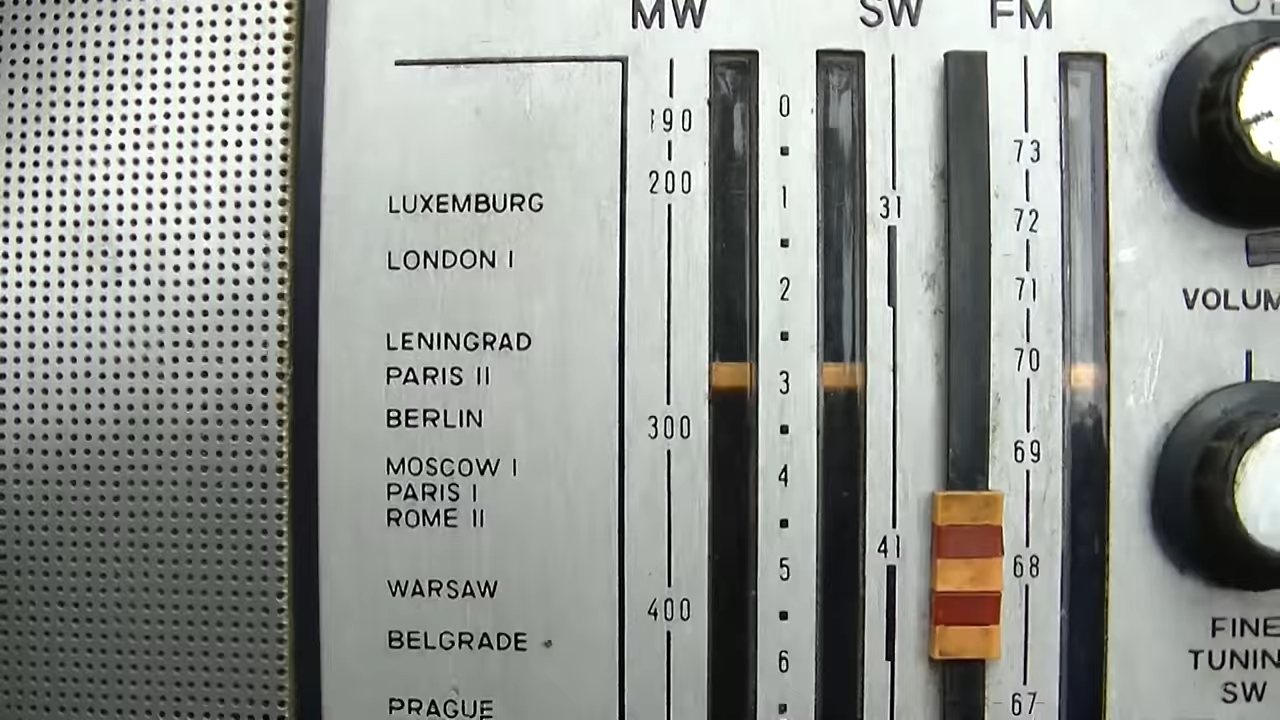 MW SW FM
190
200
300
400
LUXEMBURG
LONDON I
LENINGRAD
PARIS II
BERLIN
MOSCOW I
PARIS I
ROME II
WARSAW
BELGRADE
PRAGUE
0
1
2
3
4
5
6
31
41
73
72
71
70
69
68
67
VOLUM
FINE
TUNIN
SW